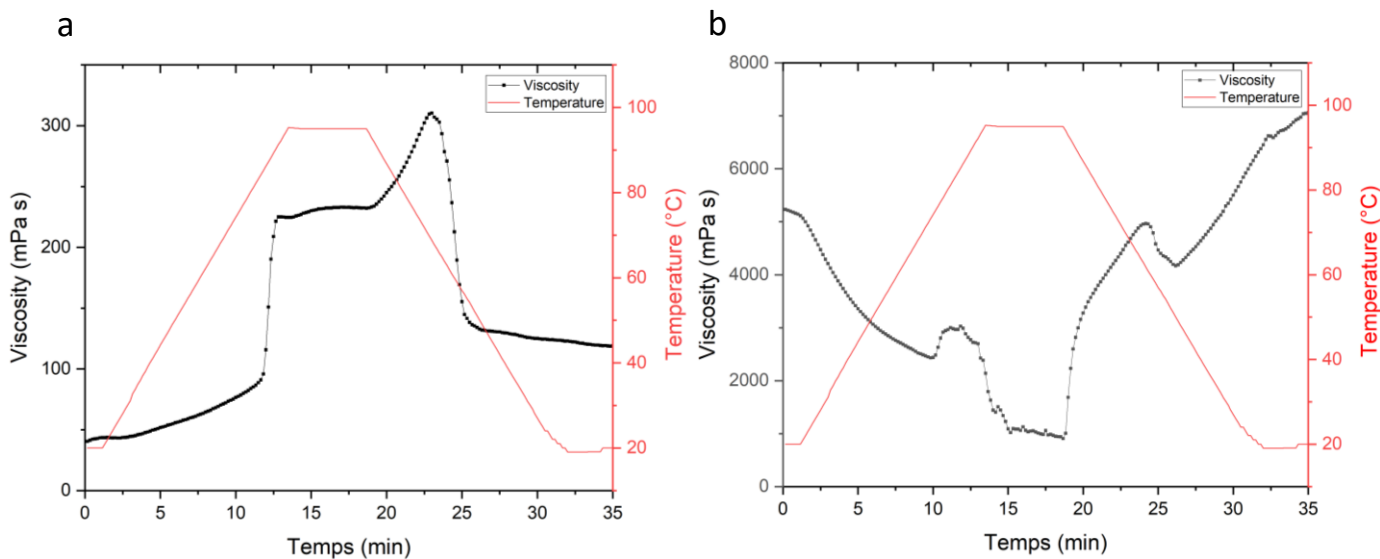 a
Viscosity
Temperature
300
200
100
0
100
80
60
40
20
0 5 10 15 20 25 30 35
Viscosity (mPa s)
Temperature (°C)
Temps (min)
b
Viscosity
Temperature
8000
6000
4000
2000
0
100
80
60
40
20
0 5 10 15 20 25 30 35
Viscosity (mPa s)
Temperature (°C)
Temps (min)